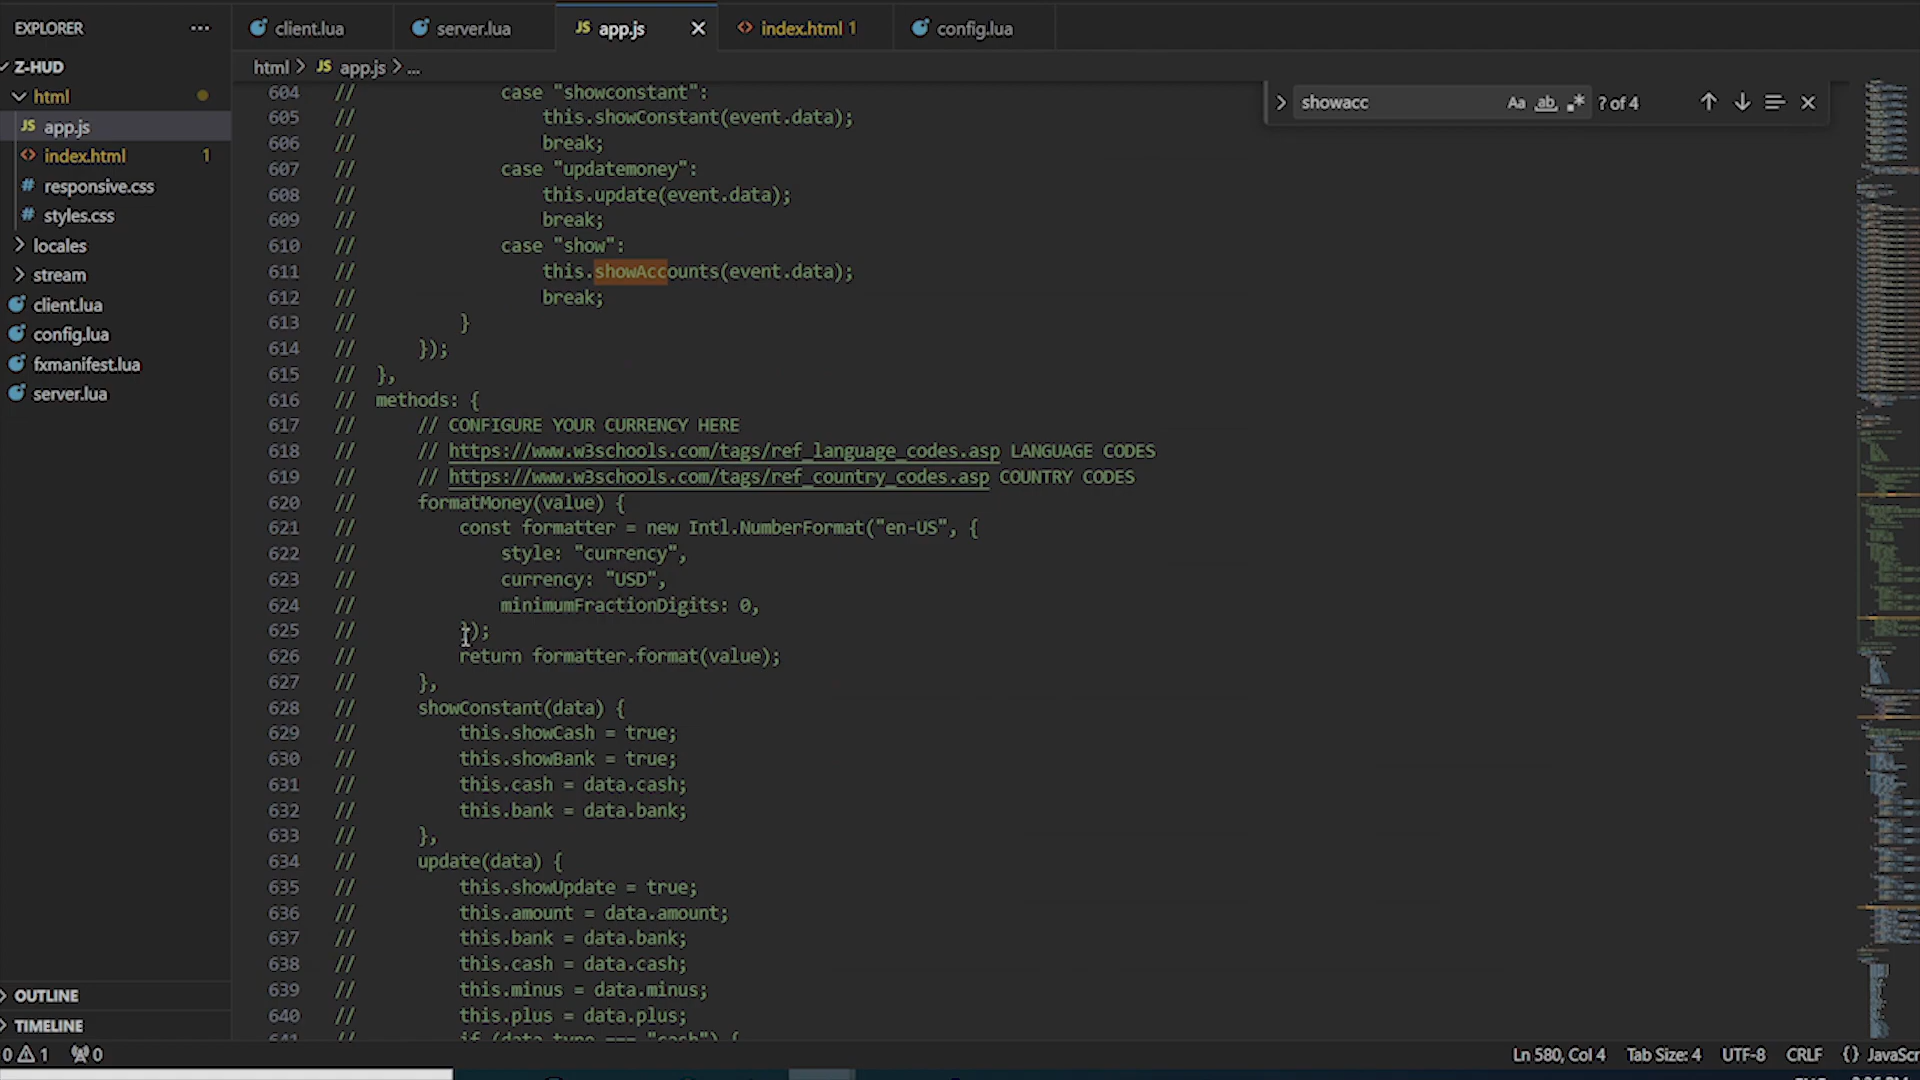 EXPLORER
Z-HUD
html
app.js
index.html 1
responsive.css
styles.css
locales
stream
client.lua
config.lua
fxmanifest.lua
server.lua
OUTLINE
TIMELINE
client.lua server.lua JS app.js index.html 1 config.lua
html > JS app.js > ...
showacc Aa ab ? of 4
604 // case "showconstant":
605 // this.showConstant(event.data);
606 // break;
607 // case "updatemoney":
608 // this.update(event.data);
609 // break;
610 // case "show":
611 // this.showAccounts(event.data);
612 // break;
613 // }
614 // });
615 // },
616 // methods: {
617 // // CONFIGURE YOUR CURRENCY HERE
618 // // https://www.w3schools.com/tags/ref_language_codes.asp LANGUAGE CODES
619 // // https://www.w3schools.com/tags/ref_country_codes.asp COUNTRY CODES
620 // formatMoney(value) {
621 // const formatter = new Intl.NumberFormat("en-US", {
622 // style: "currency",
623 // currency: "USD",
624 // minimumFractionDigits: 0,
625 // });
626 // return formatter.format(value);
627 // },
628 // showConstant(data) {
629 // this.showCash = true;
630 // this.showBank = true;
631 // this.cash = data.cash;
632 // this.bank = data.bank;
633 // },
634 // update(data) {
635 // this.showUpdate = true;
636 // this.amount = data.amount;
637 // this.bank = data.bank;
638 // this.cash = data.cash;
639 // this.minus = data.minus;
640 // this.plus = data.plus;
641 // if (data.type === "cash") {
0 1 0 Ln 580, Col 4 Tab Size: 4 UTF-8 CRLF {} JavaScr